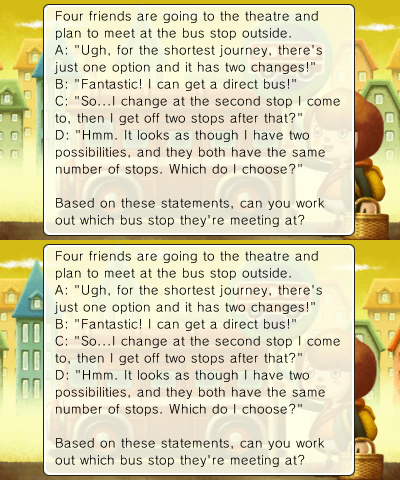 Four friends are going to the theatre and
plan to meet at the bus stop outside.
A: "Ugh, for the shortest journey, there's
just one option and it has two changes!"
B: "Fantastic! I can get a direct bus!"
C: "So...I change at the second stop I come
to, then I get off two stops after that?"
D: "Hmm. It looks as though I have two
possibilities, and they both have the same
number of stops. Which do I choose?"
Based on these statements, can you work
out which bus stop they're meeting at?
Four friends are going to the theatre and
plan to meet at the bus stop outside.
A: "Ugh, for the shortest journey, there's
just one option and it has two changes!"
B: "Fantastic! I can get a direct bus!"
C: "So...I change at the second stop I come
to, then I get off two stops after that?"
D: "Hmm. It looks as though I have two
possibilities, and they both have the same
number of stops. Which do I choose?"
Based on these statements, can you work
out which bus stop they're meeting at?